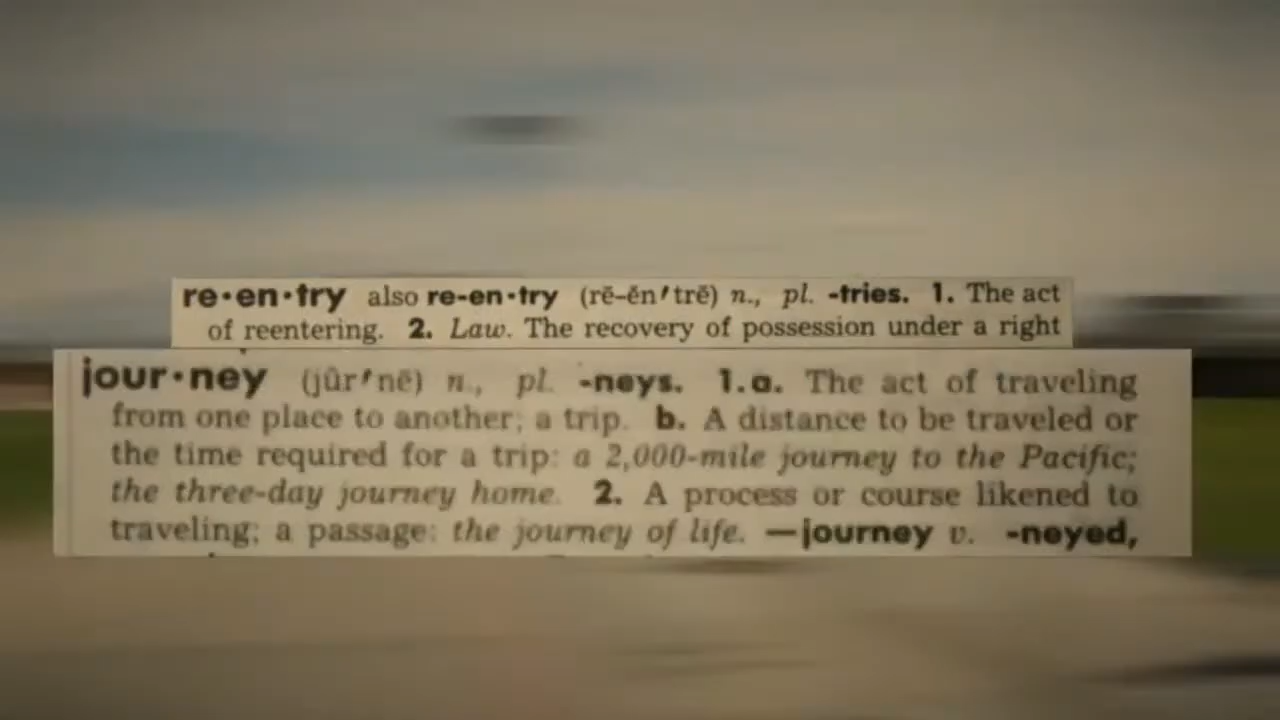 re·en·try also re-en·try (rē-ĕn′trē) n., pl. -tries. 1. The act
of reentering. 2. Law. The recovery of possession under a right
jour·ney (jûr′nē) n., pl. -neys. 1.a. The act of traveling
from one place to another; a trip. b. A distance to be traveled or
the time required for a trip: a 2,000-mile journey to the Pacific;
the three-day journey home. 2. A process or course likened to
traveling; a passage: the journey of life. —journey v. -neyed,